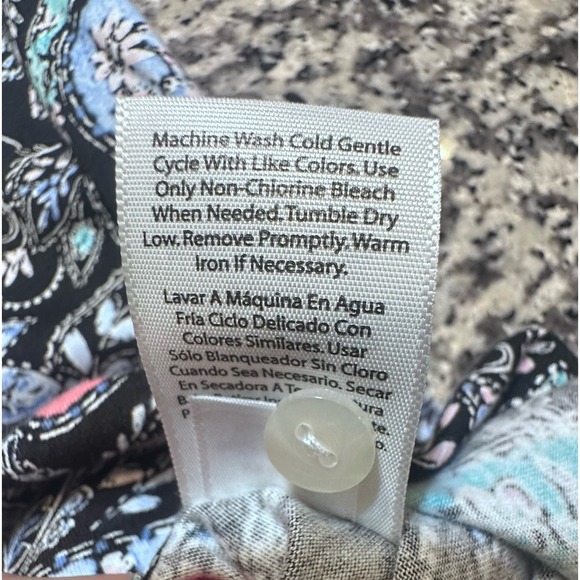 Machine Wash Cold Gentle
Cycle With Like Colors. Use
Only Non-Chlorine Bleach
When Needed. Tumble Dry
Low. Remove Promptly. Warm
Iron If Necessary.
Lavar A Máquina En Agua
Fría Ciclo Delicado Con
Colores Similares. Usar
Sólo Blanqueador Sin Cloro
Cuando Sea Necesario. Secar
En Secadora A